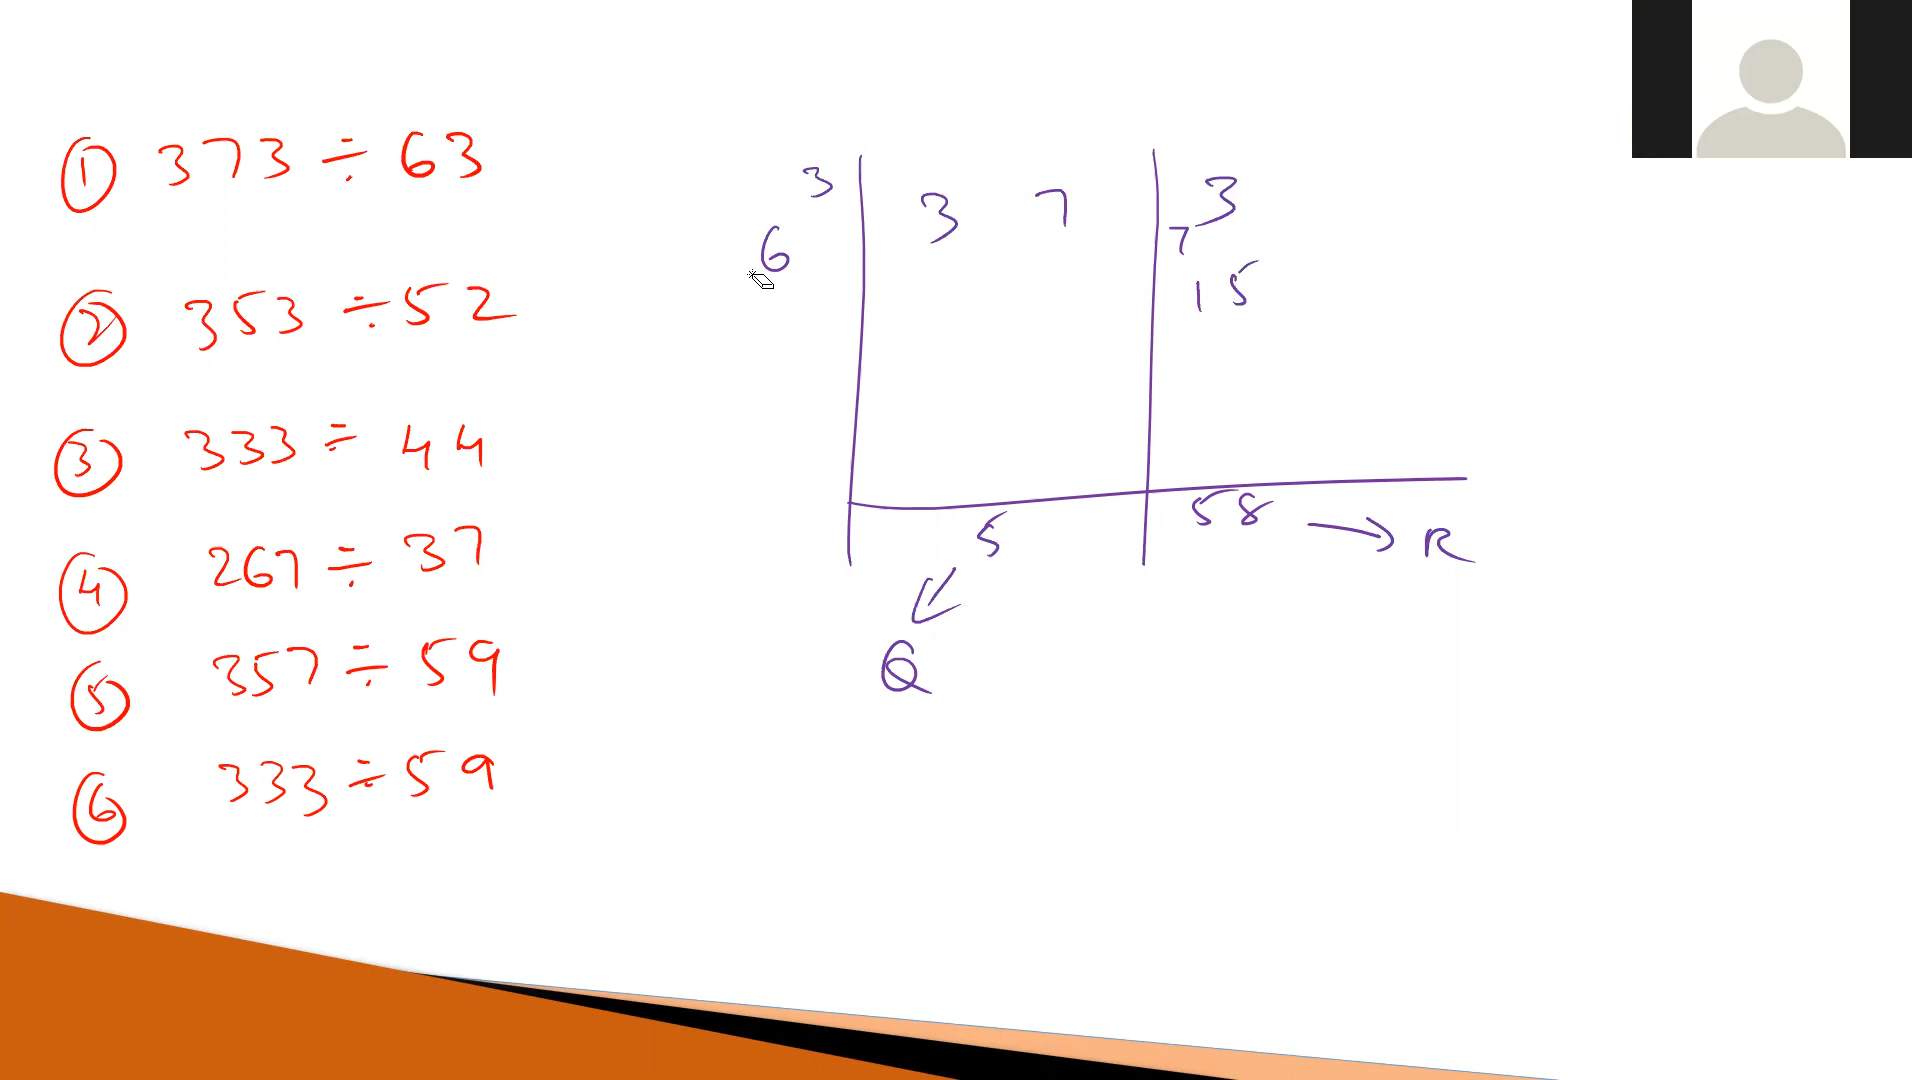 ① 373 ÷ 63
② 353 ÷ 52
③ 333 ÷ 44
④ 267 ÷ 37
⑤ 357 ÷ 59
⑥ 333 ÷ 59
3
3 7 3
6
7
15
5
58 → R
Q